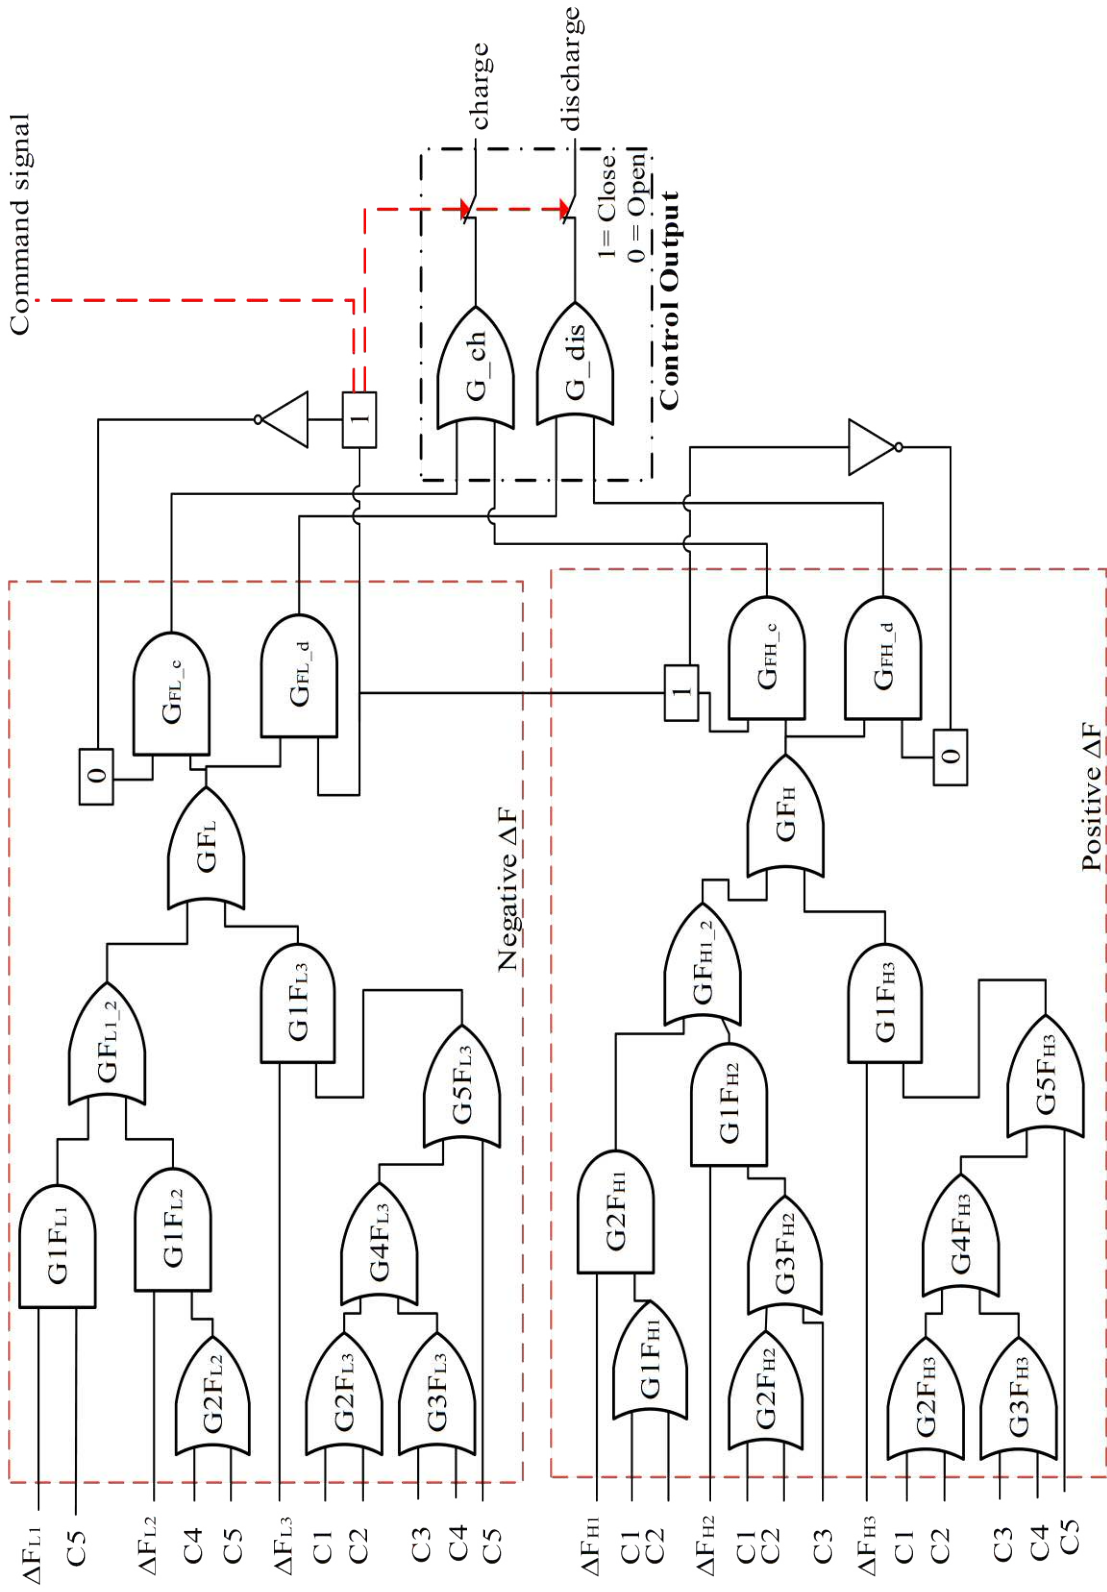 Command signal
charge
discharge
1= Close
0 = Open
Control Output
G_ch
G_dis
1
0
GFL_c
GFL_d
GFL
GFL1_2
G1FL1
G1FL2
G2FL2
G1FL3
G2FL3
G3FL3
G4FL3
G5FL3
Negative ΔF
ΔFL1
C5
ΔFL2
C4
C5
ΔFL3
C1
C2
C3
C4
C5
1
0
GFH_c
GFH_d
GFH
GFH1_2
G2FH1
G1FH1
G1FH2
G3FH2
G2FH2
G1FH3
G2FH3
G3FH3
G4FH3
G5FH3
Positive ΔF
ΔFH1
C1
C2
ΔFH2
C1
C2
C3
ΔFH3
C1
C2
C3
C4
C5